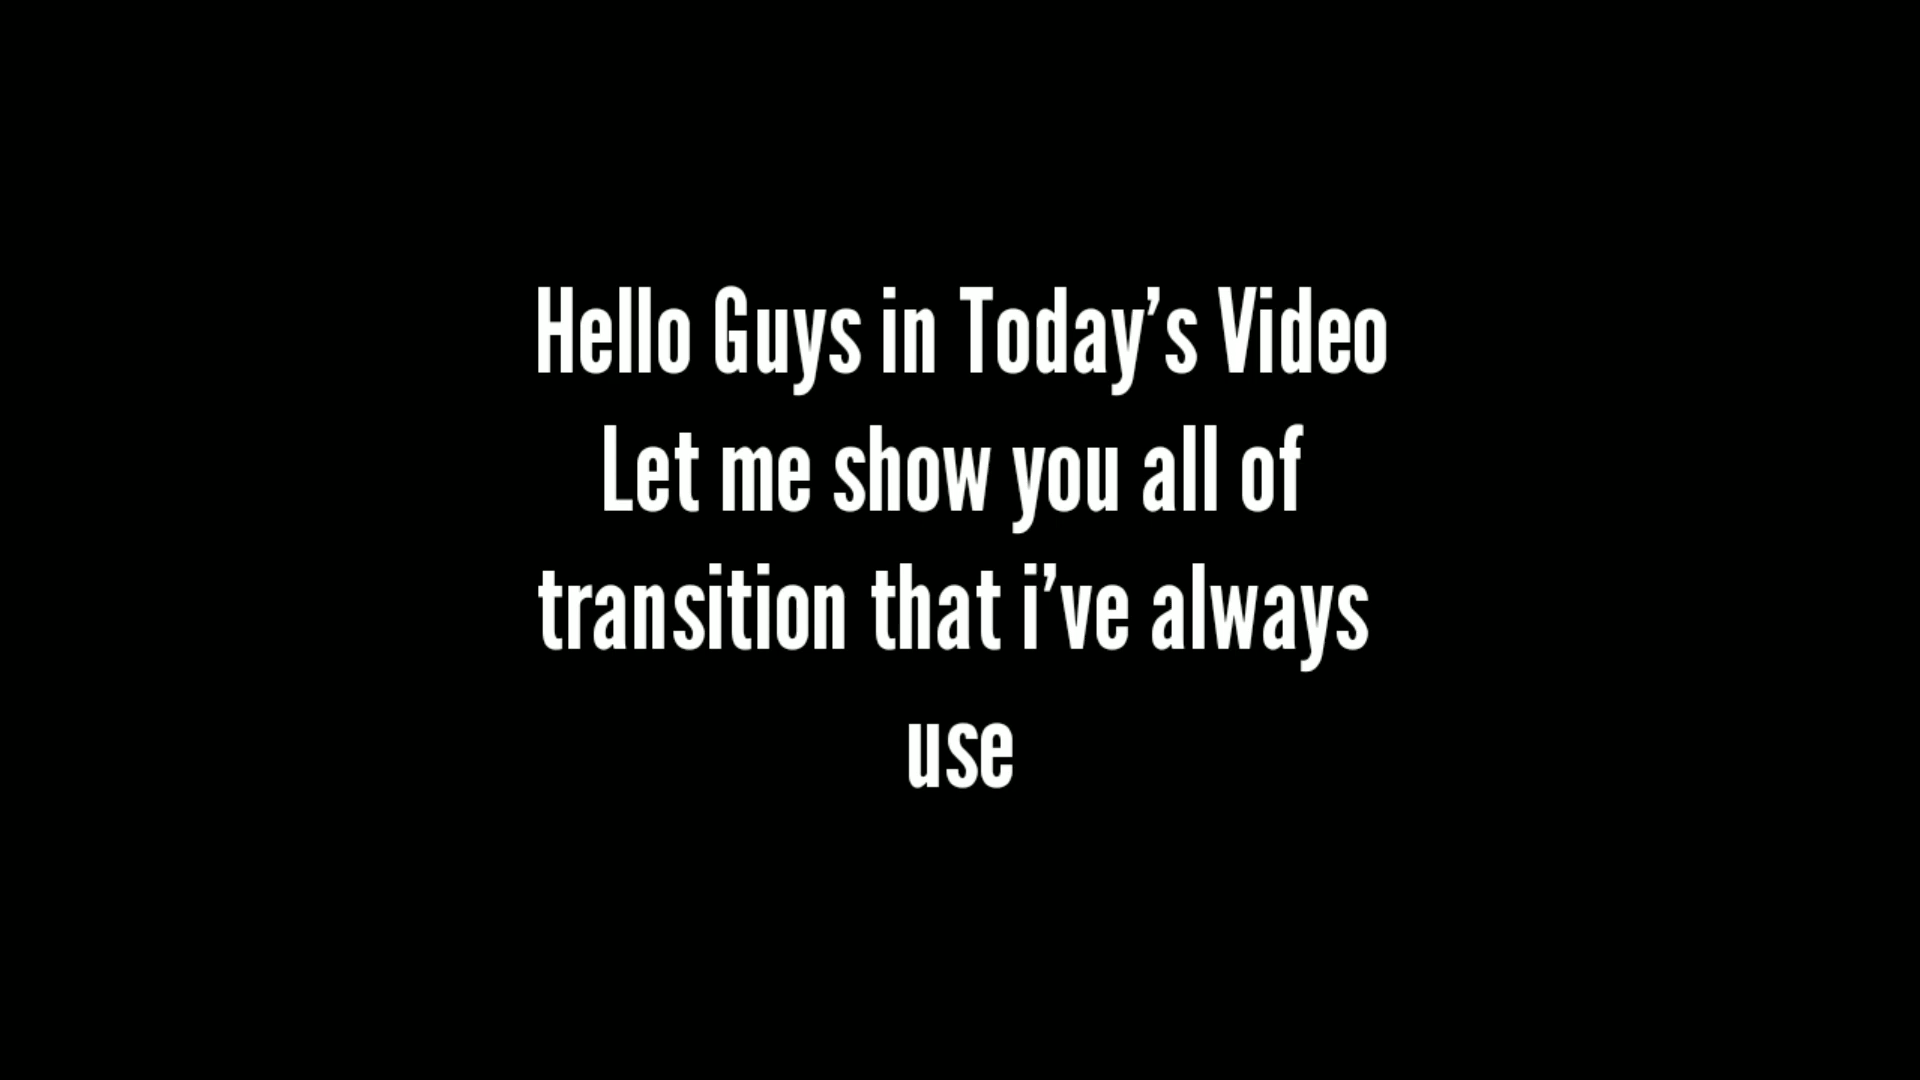 Hello Guys in Today’s Video
Let me show you all of
transition that i’ve always
use